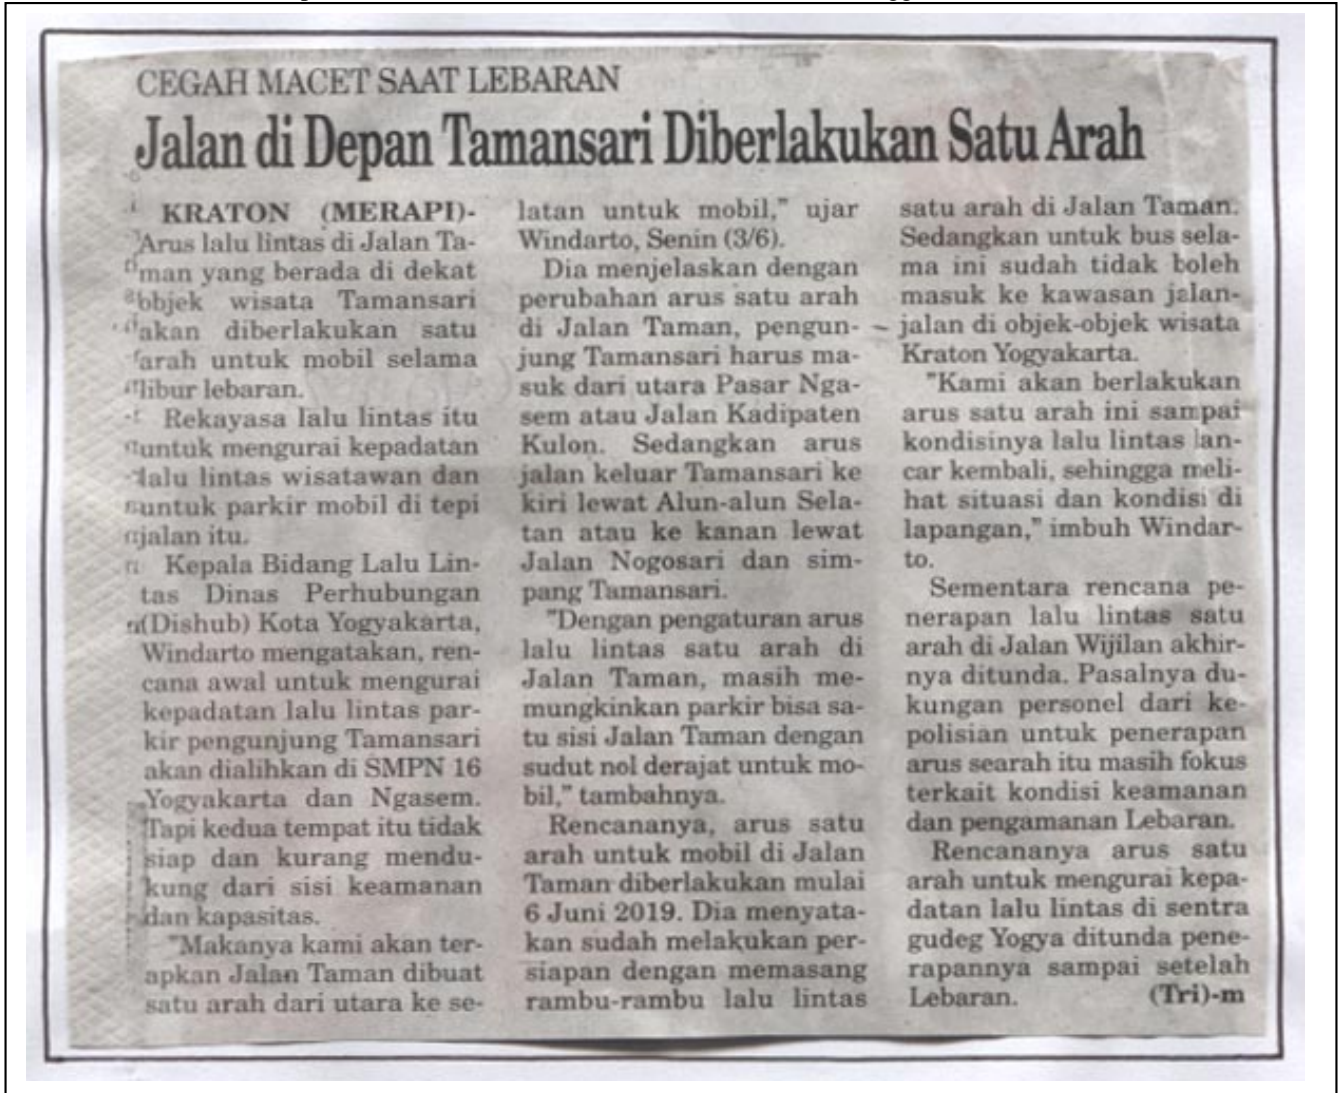 CEGAH MACET SAAT LEBARAN
Jalan di Depan Tamansari Diberlakukan Satu Arah
KRATON (MERAPI)-
Arus lalu lintas di Jalan Ta-
man yang berada di dekat
objek wisata Tamansari
akan diberlakukan satu
arah untuk mobil selama
libur lebaran.
Rekayasa lalu lintas itu
untuk mengurai kepadatan
lalu lintas wisatawan dan
untuk parkir mobil di tepi
jalan itu.
Kepala Bidang Lalu Lin-
tas Dinas Perhubungan
(Dishub) Kota Yogyakarta,
Windarto mengatakan, ren-
cana awal untuk mengurai
kepadatan lalu lintas par-
kir pengunjung Tamansari
akan dialihkan di SMPN 16
Yogyakarta dan Ngasem.
Tapi kedua tempat itu tidak
siap dan kurang mendu-
kung dari sisi keamanan
dan kapasitas.
"Makanya kami akan ter-
apkan Jalan Taman dibuat
satu arah dari utara ke se-
latan untuk mobil," ujar
Windarto, Senin (3/6).
Dia menjelaskan dengan
perubahan arus satu arah
di Jalan Taman, pengun-
jung Tamansari harus ma-
suk dari utara Pasar Nga-
sem atau Jalan Kadipaten
Kulon. Sedangkan arus
jalan keluar Tamansari ke
kiri lewat Alun-alun Sela-
tan atau ke kanan lewat
Jalan Nogosari dan sim-
pang Tamansari.
"Dengan pengaturan arus
lalu lintas satu arah di
Jalan Taman, masih me-
mungkinkan parkir bisa sa-
tu sisi Jalan Taman dengan
sudut nol derajat untuk mo-
bil," tambahnya.
Rencananya, arus satu
arah untuk mobil di Jalan
Taman diberlakukan mulai
6 Juni 2019. Dia menyata-
kan sudah melakukan per-
siapan dengan memasang
rambu-rambu lalu lintas
satu arah di Jalan Taman.
Sedangkan untuk bus sela-
ma ini sudah tidak boleh
masuk ke kawasan jalan-
jalan di objek-objek wisata
Kraton Yogyakarta.
"Kami akan berlakukan
arus satu arah ini sampai
kondisinya lalu lintas lan-
car kembali, sehingga meli-
hat situasi dan kondisi di
lapangan," imbuh Windar-
to.
Sementara rencana pe-
nerapan lalu lintas satu
arah di Jalan Wijilan akhir-
nya ditunda. Pasalnya du-
kungan personel dari ke-
polisian untuk penerapan
arus searah itu masih fokus
terkait kondisi keamanan
dan pengamanan Lebaran.
Rencananya arus satu
arah untuk mengurai kepa-
datan lalu lintas di sentra
gudeg Yogya ditunda pene-
rapannya sampai setelah
Lebaran. (Tri)-m